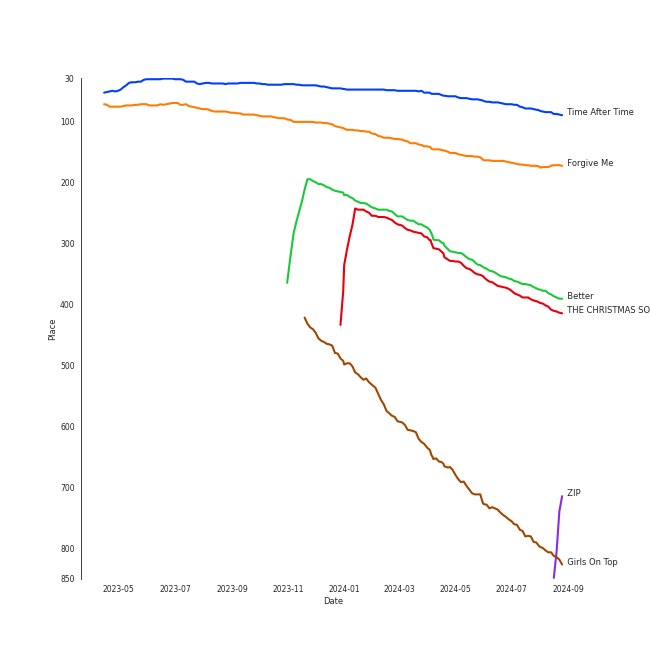 30
100
200
300
400
500
600
700
800
850
Place
2023-05
2023-07
2023-09
2023-11
2024-01
2024-03
2024-05
2024-07
2024-09
Date
Time After Time
Forgive Me
Better
THE CHRISTMAS SO
ZIP
Girls On Top